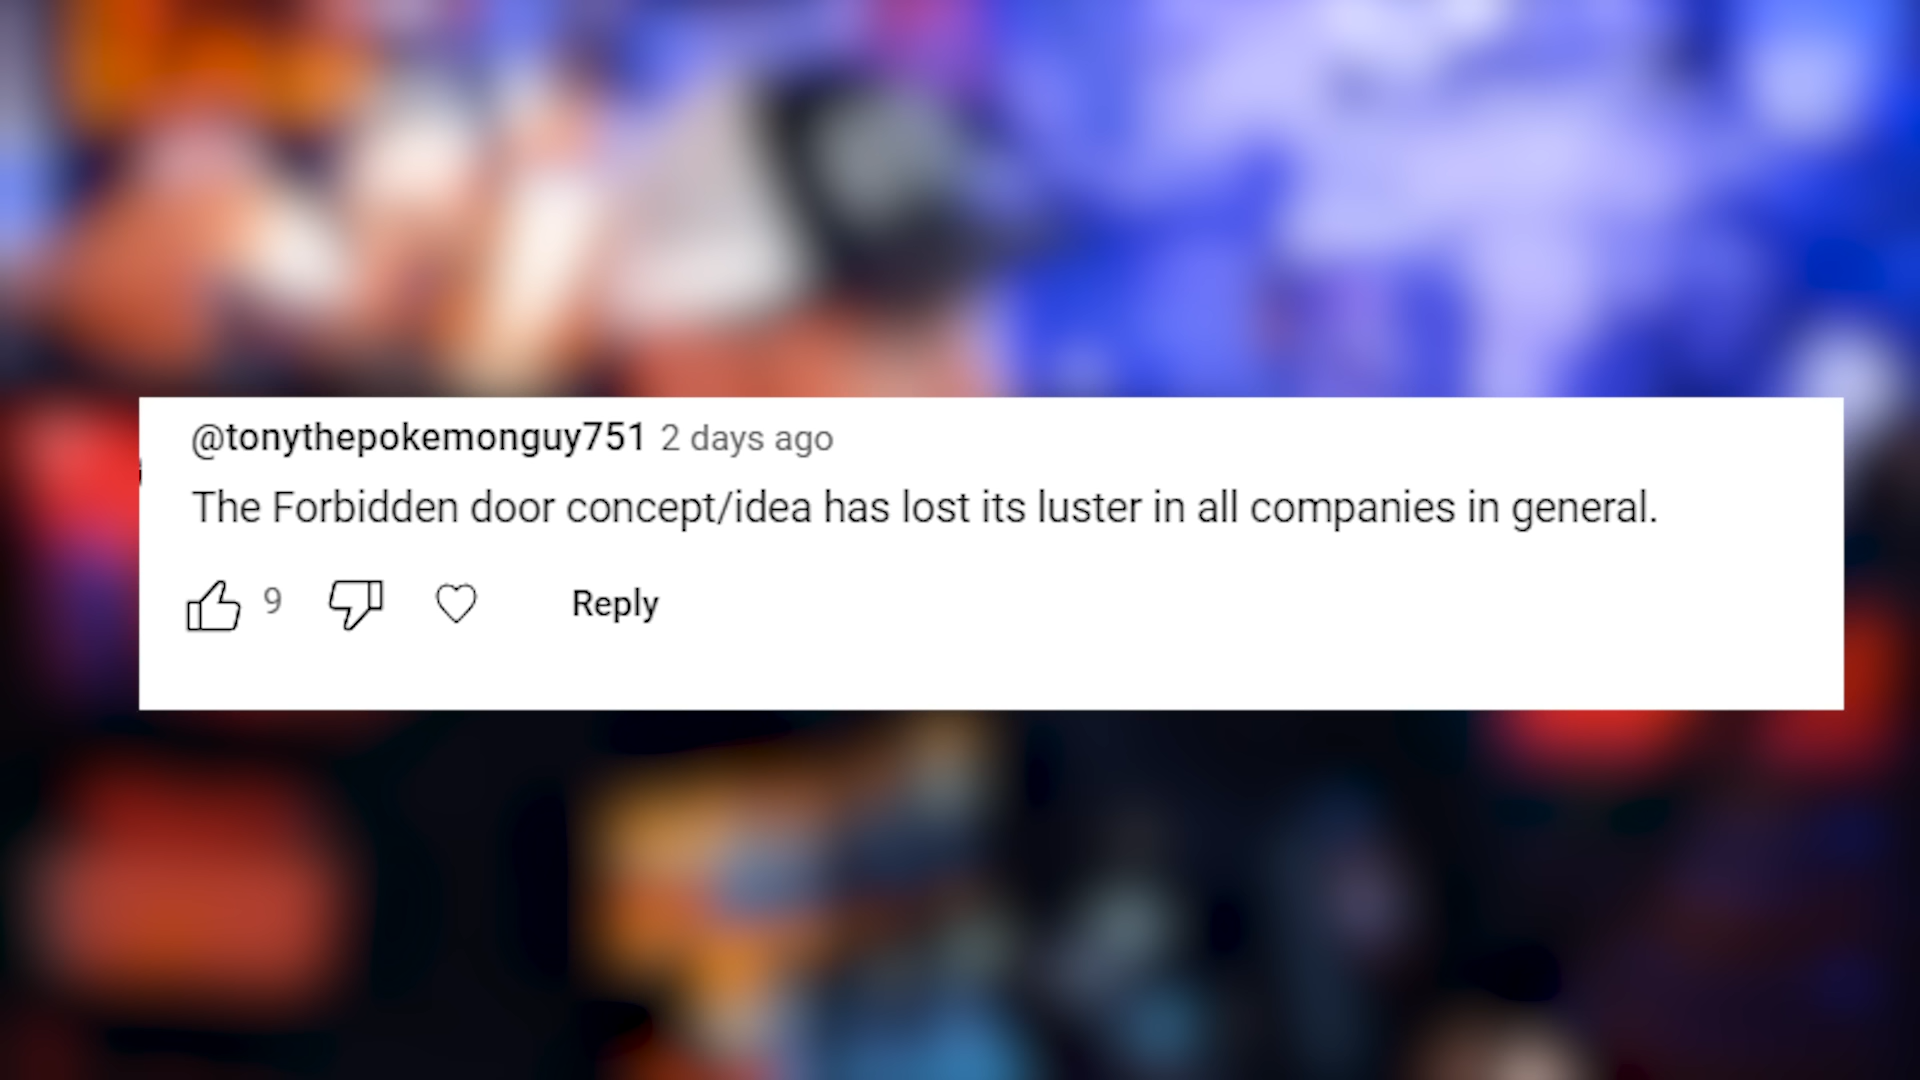 @tonythepokemonguy751 2 days ago
The Forbidden door concept/idea has lost its luster in all companies in general.
9 Reply